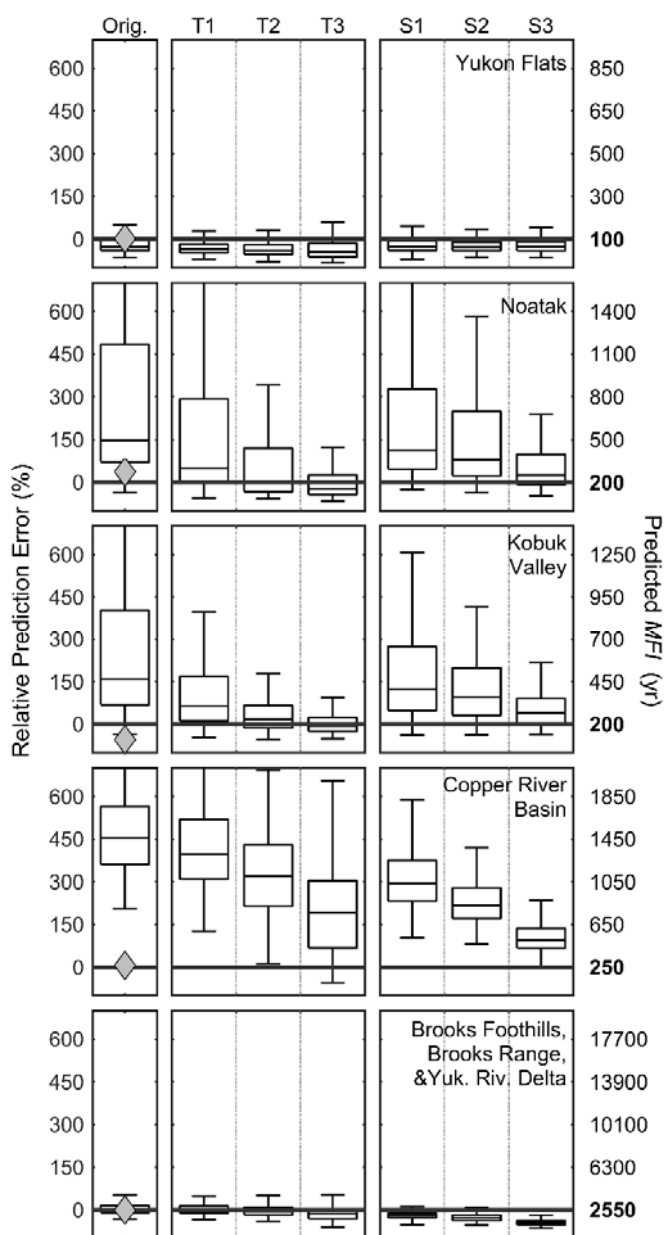 Orig. T1 T2 T3 S1 S2 S3
Relative Prediction Error (%)
Predicted MFI (yr)
Yukon Flats
600 850
450 650
300 500
150 300
0 100
Noatak
600 1400
450 1100
300 800
150 500
0 200
Kobuk
Valley
600 1250
450 950
300 700
150 450
0 200
Copper River
Basin
600 1850
450 1450
300 1050
150 650
0 250
Brooks Foothills,
Brooks Range,
&Yuk. Riv. Delta
600 17700
450 13900
300 10100
150 6300
0 2550